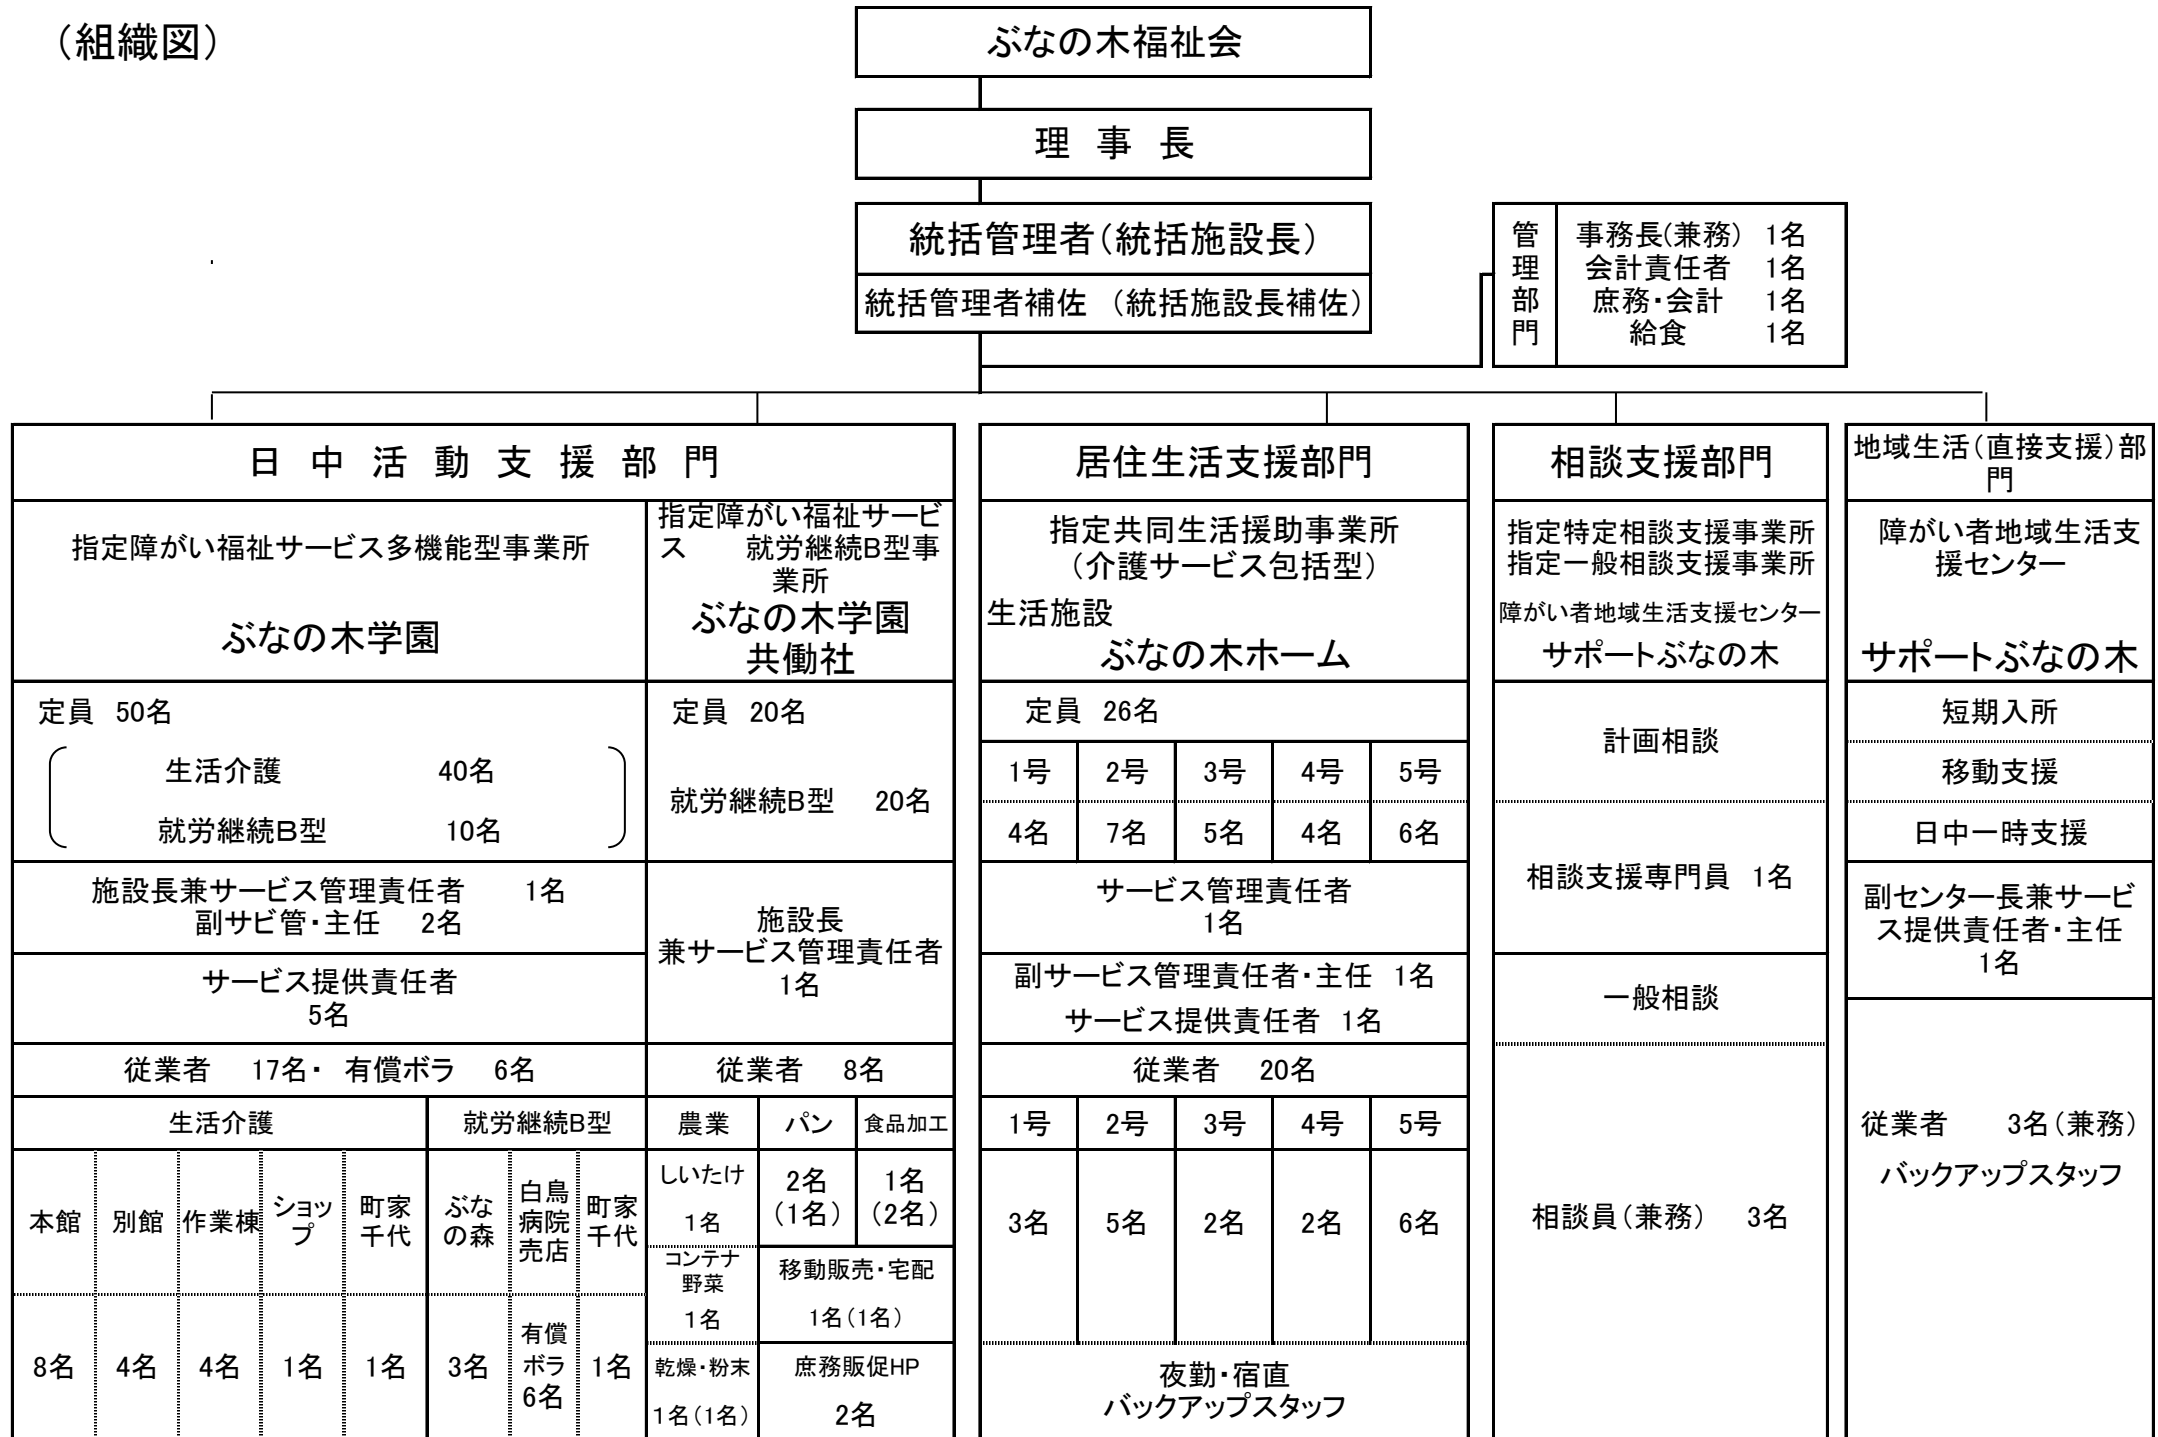 （組織図）
ぶなの木福祉会
理　事　長
統括管理者（統括施設長）
統括管理者補佐　（統括施設長補佐）
管
理
部
門
事務長(兼務)　1名
会計責任者　1名
庶務・会計　1名
給食　1名
日　中　活　動　支　援　部　門
指定障がい福祉サービス多機能型事業所
ぶなの木学園
指定障がい福祉サービ
ス　　就労継続B型事
業所
ぶなの木学園
共働社
定員　50名
生活介護　40名
就労継続B型　10名
定員　20名
就労継続B型　20名
施設長兼サービス管理責任者　1名
副サビ管・主任　2名
サービス提供責任者
5名
施設長
兼サービス管理責任者
1名
従業者　17名・　有償ボラ　6名
従業者　8名
生活介護
就労継続B型
農業
パン
食品加工
本館
別館
作業棟
ショッ
プ
町家
千代
ぶな
の森
白鳥
病院
売店
町家
千代
8名
4名
4名
1名
1名
3名
有償
ボラ
6名
1名
しいたけ
1名
2名
（1名）
1名
（2名）
コンテナ
野菜
1名
移動販売・宅配
1名（1名）
乾燥・粉末
1名（1名）
庶務販促HP
2名
居住生活支援部門
指定共同生活援助事業所
（介護サービス包括型）
生活施設
ぶなの木ホーム
定員　26名
1号　2号　3号　4号　5号
4名　7名　5名　4名　6名
サービス管理責任者
1名
副サービス管理責任者・主任　1名
サービス提供責任者　1名
従業者　20名
1号　2号　3号　4号　5号
3名　5名　2名　2名　6名
夜勤・宿直
バックアップスタッフ
相談支援部門
指定特定相談支援事業所
指定一般相談支援事業所
障がい者地域生活支援センター
サポートぶなの木
計画相談
相談支援専門員　1名
一般相談
相談員（兼務）　3名
地域生活（直接支援）部
門
障がい者地域生活支
援センター
サポートぶなの木
短期入所
移動支援
日中一時支援
副センター長兼サービ
ス提供責任者・主任
1名
従業者　3名（兼務）
バックアップスタッフ